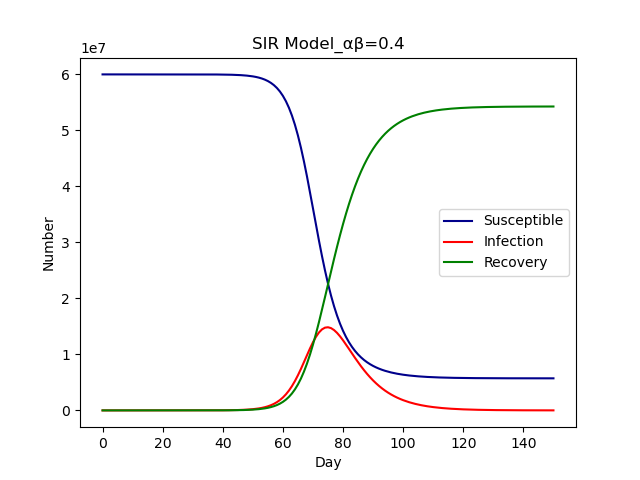 SIR Model_αβ=0.4
1e7
6
5
4
3
2
1
0
Number
Susceptible
Infection
Recovery
0 20 40 60 80 100 120 140
Day